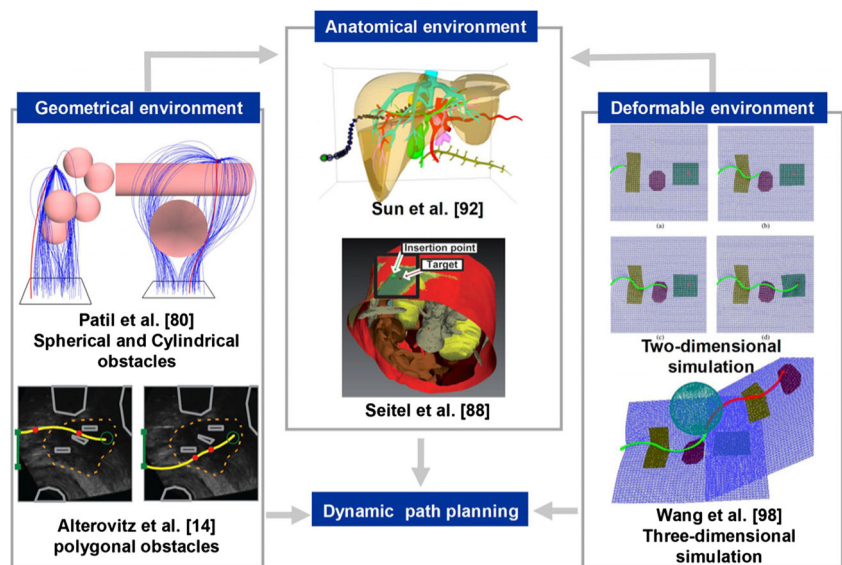 Anatomical environment
Geometrical environment
Deformable environment
Patil et al. [80]
Spherical and Cylindrical
obstacles
Alterovitz et al. [14]
polygonal obstacles
Sun et al. [92]
Insertion point
Target
Seitel et al. [88]
(a)
(b)
(c)
(d)
Two-dimensional
simulation
Wang et al. [98]
Three-dimensional
simulation
Dynamic path planning